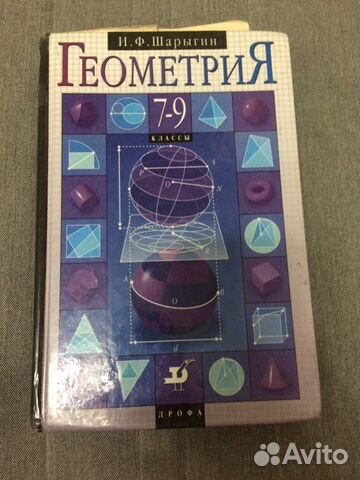 И.Ф.Шарыгин
ГЕОМЕТРИЯ
7-9
КЛАССЫ
O
S
N
A
O
d
ДРОФА
Avito